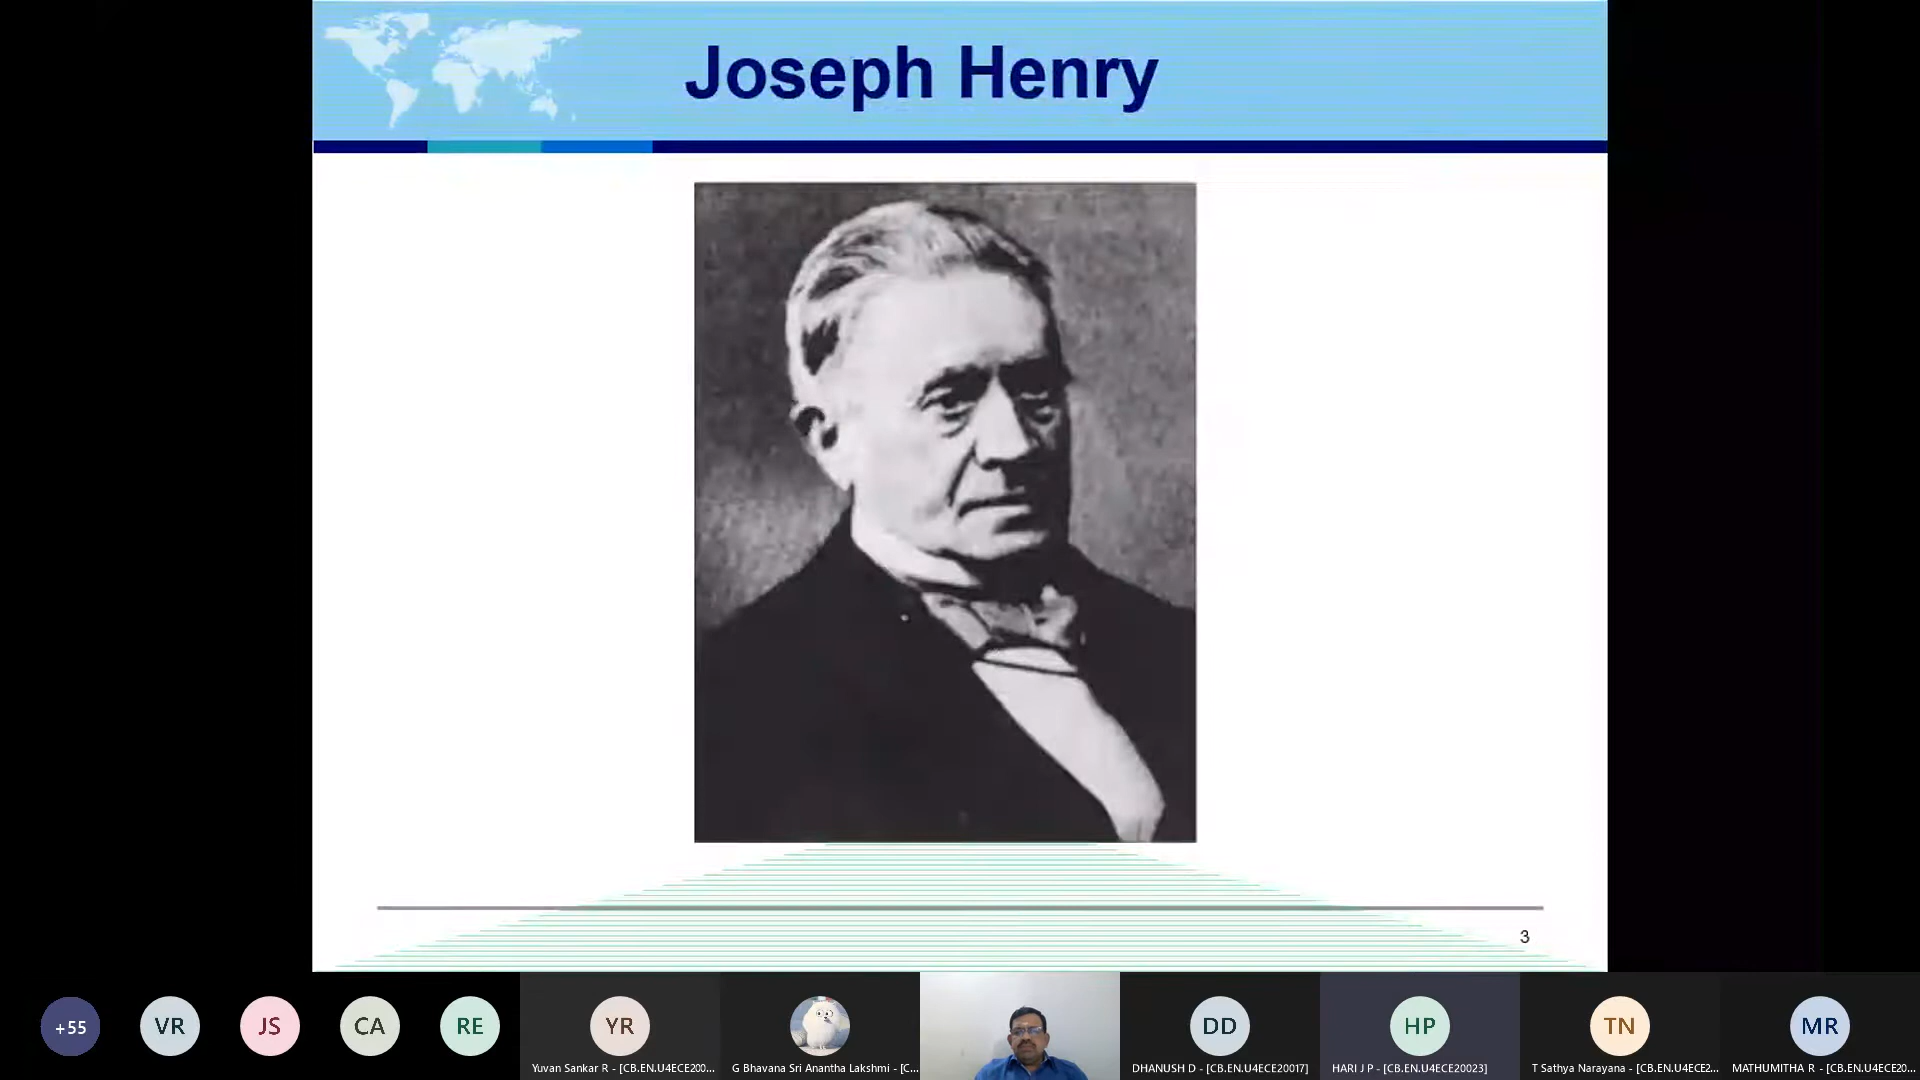 Joseph Henry
3
+55
VR
JS
CA
RE
YR
DD
HP
TN
MR
Yuvan Sankar R - [CB.EN.U4ECE200...
G Bhavana Sri Anantha Lakshmi - [C...
DHANUSH D - [CB.EN.U4ECE20017]
HARI J P - [CB.EN.U4ECE20023]
T Sathya Narayana - [CB.EN.U4ECE2...
MATHUMITHA R - [CB.EN.U4ECE20...